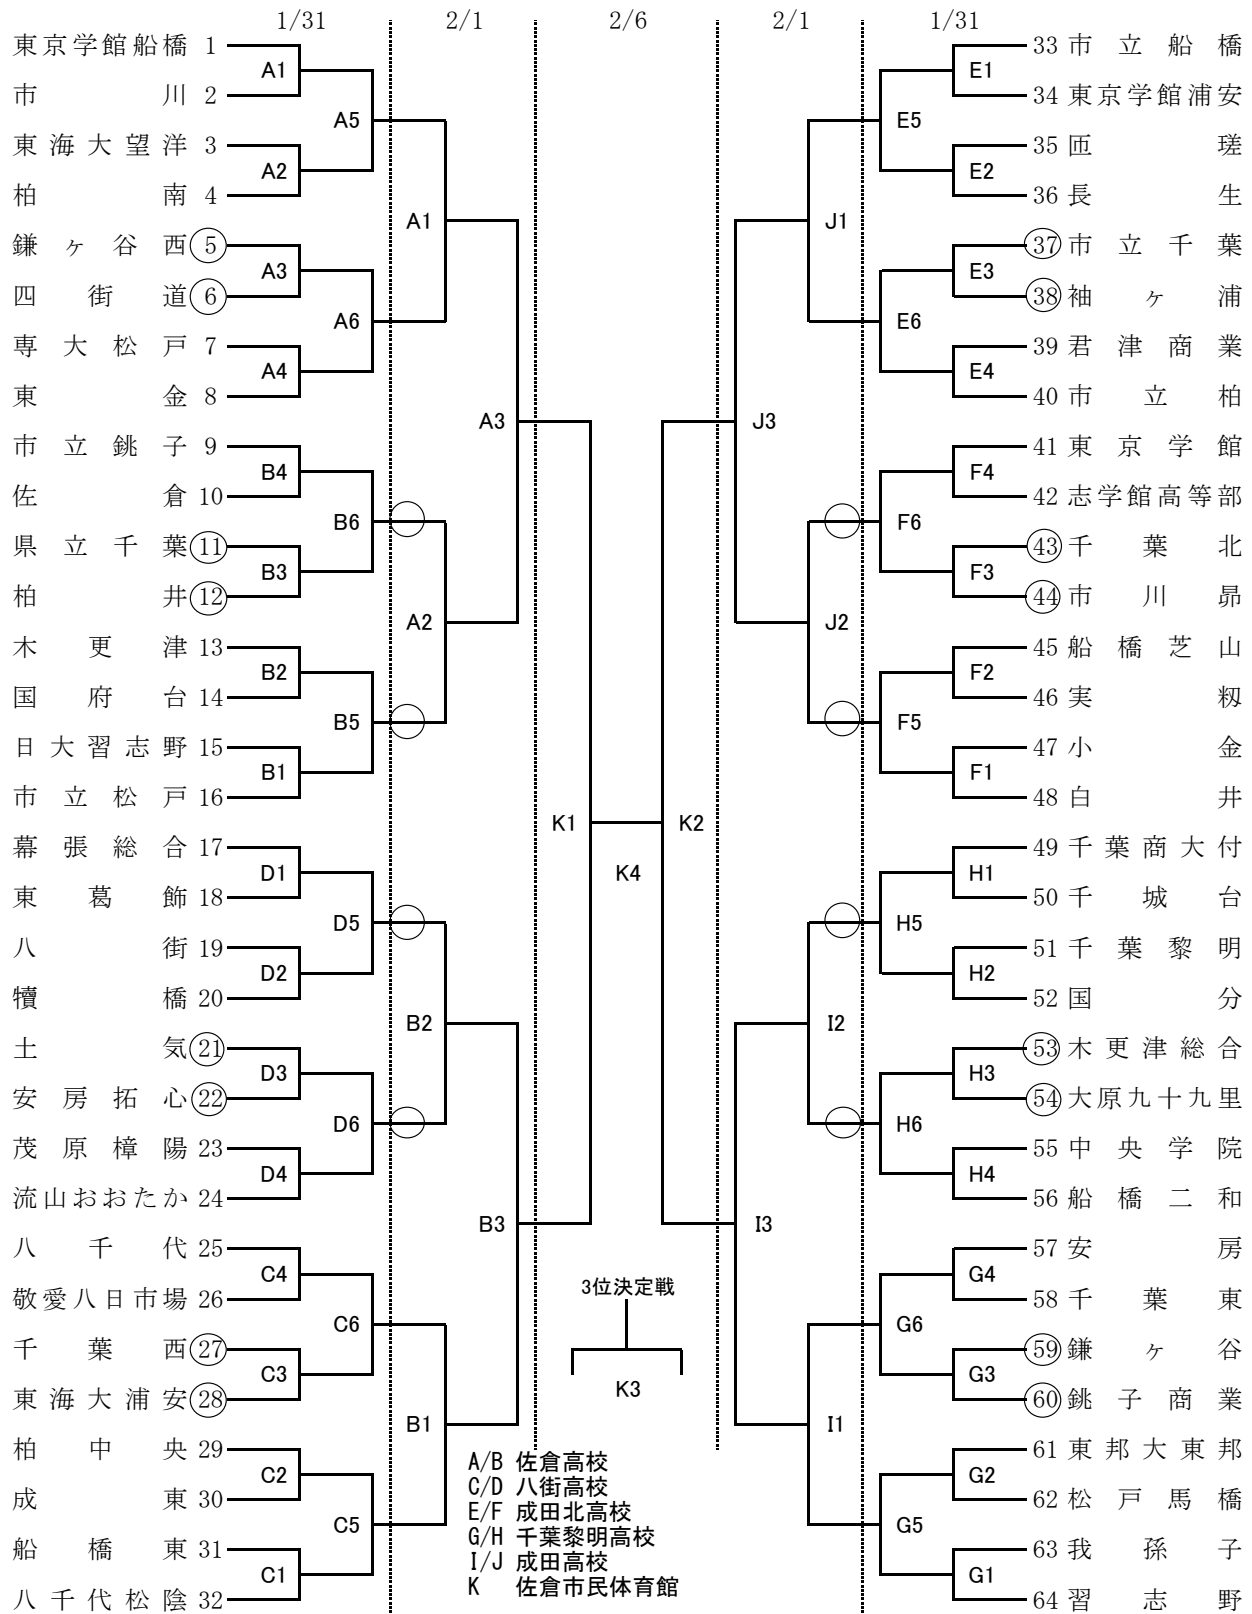 1/31 2/1 2/6 2/1 1/31
東京学館船橋 1
市川 2
東海大望洋 3
柏南 4
鎌ヶ谷西 5
四街道 6
専大松戸 7
東金 8
市立銚子 9
佐倉 10
県立千葉 11
柏井 12
木更津 13
国府台 14
日大習志野 15
市立松戸 16
幕張総合 17
東葛飾 18
八街 19
犢橋 20
土気 21
安房拓心 22
茂原樟陽 23
流山おおたか 24
八千代 25
敬愛八日市場 26
千葉西 27
東海大浦安 28
柏中央 29
成東 30
船橋東 31
八千代松陰 32
A1
A2
A3
A4
B4
B3
B2
B1
D1
D2
D3
D4
C4
C3
C2
C1
A5
A6
B6
B5
D5
D6
C6
C5
A1
A2
B2
B1
A3
B3
K1
K4
K2
3位決定戦
K3
J3
I3
J1
J2
I2
I1
E5
E6
F6
F5
H5
H6
G6
G5
E1
E2
E3
E4
F4
F3
F2
F1
H1
H2
H3
H4
G4
G3
G2
G1
33 市立船橋
34 東京学館浦安
35 匝瑳
36 長生
37 市立千葉
38 袖ヶ浦
39 君津商業
40 市立柏
41 東京学館
42 志学館高等部
43 千葉北
44 市川昴
45 船橋芝山
46 実籾
47 小金
48 白井
49 千葉商大付
50 千城台
51 千葉黎明
52 国分
53 木更津総合
54 大原九十九里
55 中央学院
56 船橋二和
57 安房
58 千葉東
59 鎌ヶ谷
60 銚子商業
61 東邦大東邦
62 松戸馬橋
63 我孫子
64 習志野
A/B 佐倉高校
C/D 八街高校
E/F 成田北高校
G/H 千葉黎明高校
I/J 成田高校
K 佐倉市民体育館